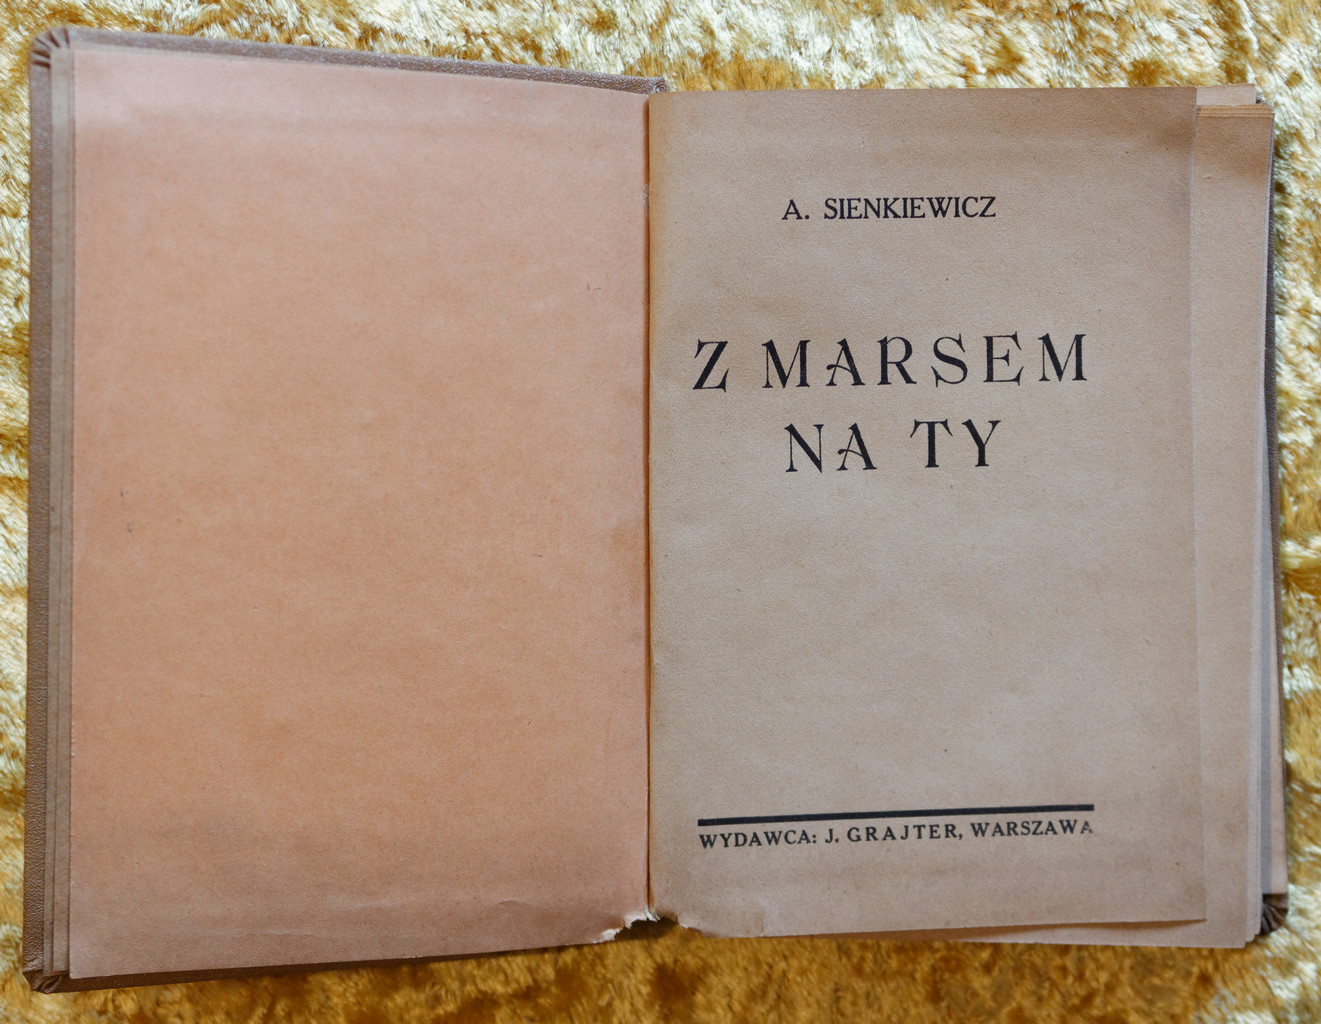 A. SIENKIEWICZ
Z MARSEM
NA TY
WYDAWCA: J. GRAJTER, WARSZAWA